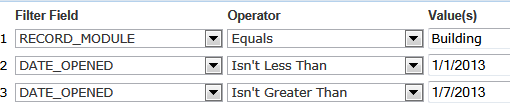 Filter Field Operator Value(s)
1 RECORD_MODULE Equals Building
2 DATE_OPENED Isn't Less Than 1/1/2013
3 DATE_OPENED Isn't Greater Than 1/7/2013